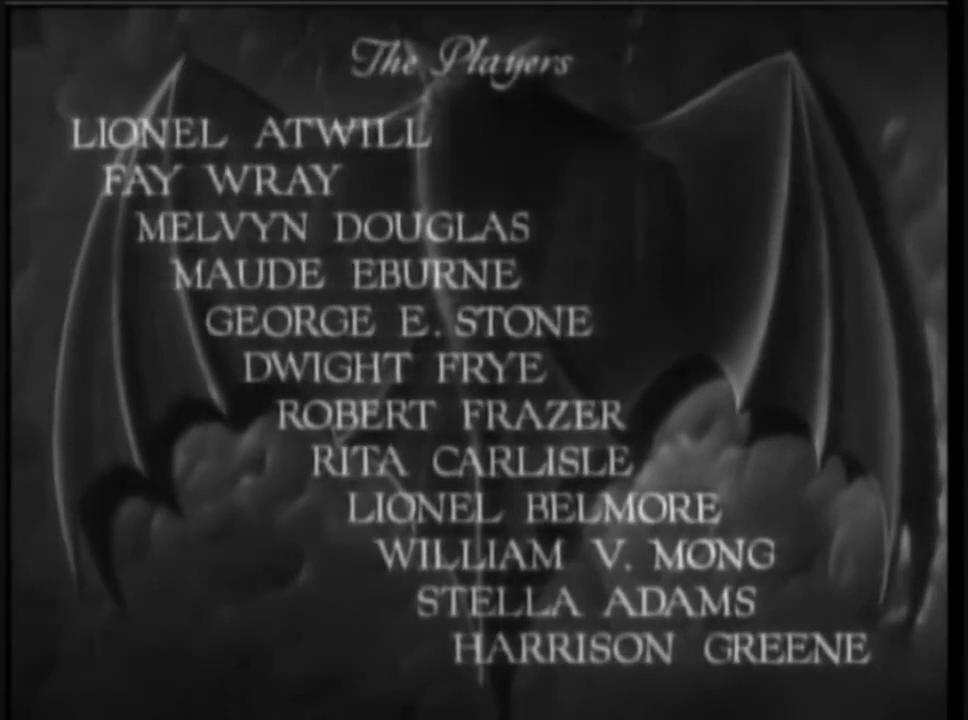 The Players
LIONEL ATWILL
FAY WRAY
MELVYN DOUGLAS
MAUDE EBURNE
GEORGE E. STONE
DWIGHT FRYE
ROBERT FRAZER
RITA CARLISLE
LIONEL BELMORE
WILLIAM V. MONG
STELLA ADAMS
HARRISON GREENE